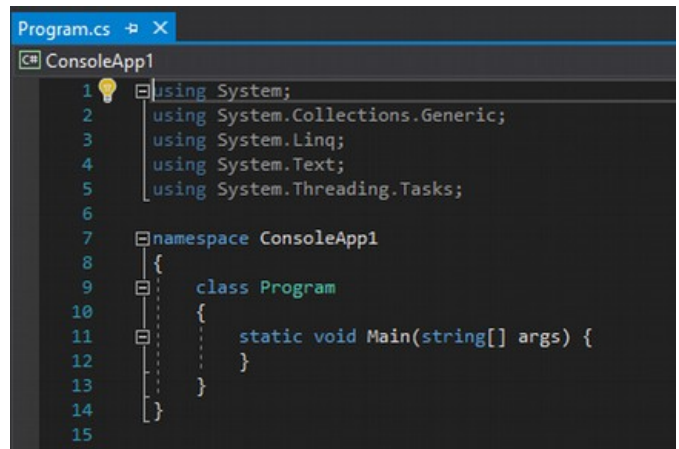 Program.cs
C# ConsoleApp1
1 using System;
2 using System.Collections.Generic;
3 using System.Linq;
4 using System.Text;
5 using System.Threading.Tasks;
6
7 namespace ConsoleApp1
8 {
9     class Program
10     {
11         static void Main(string[] args) {
12         }
13     }
14 }
15